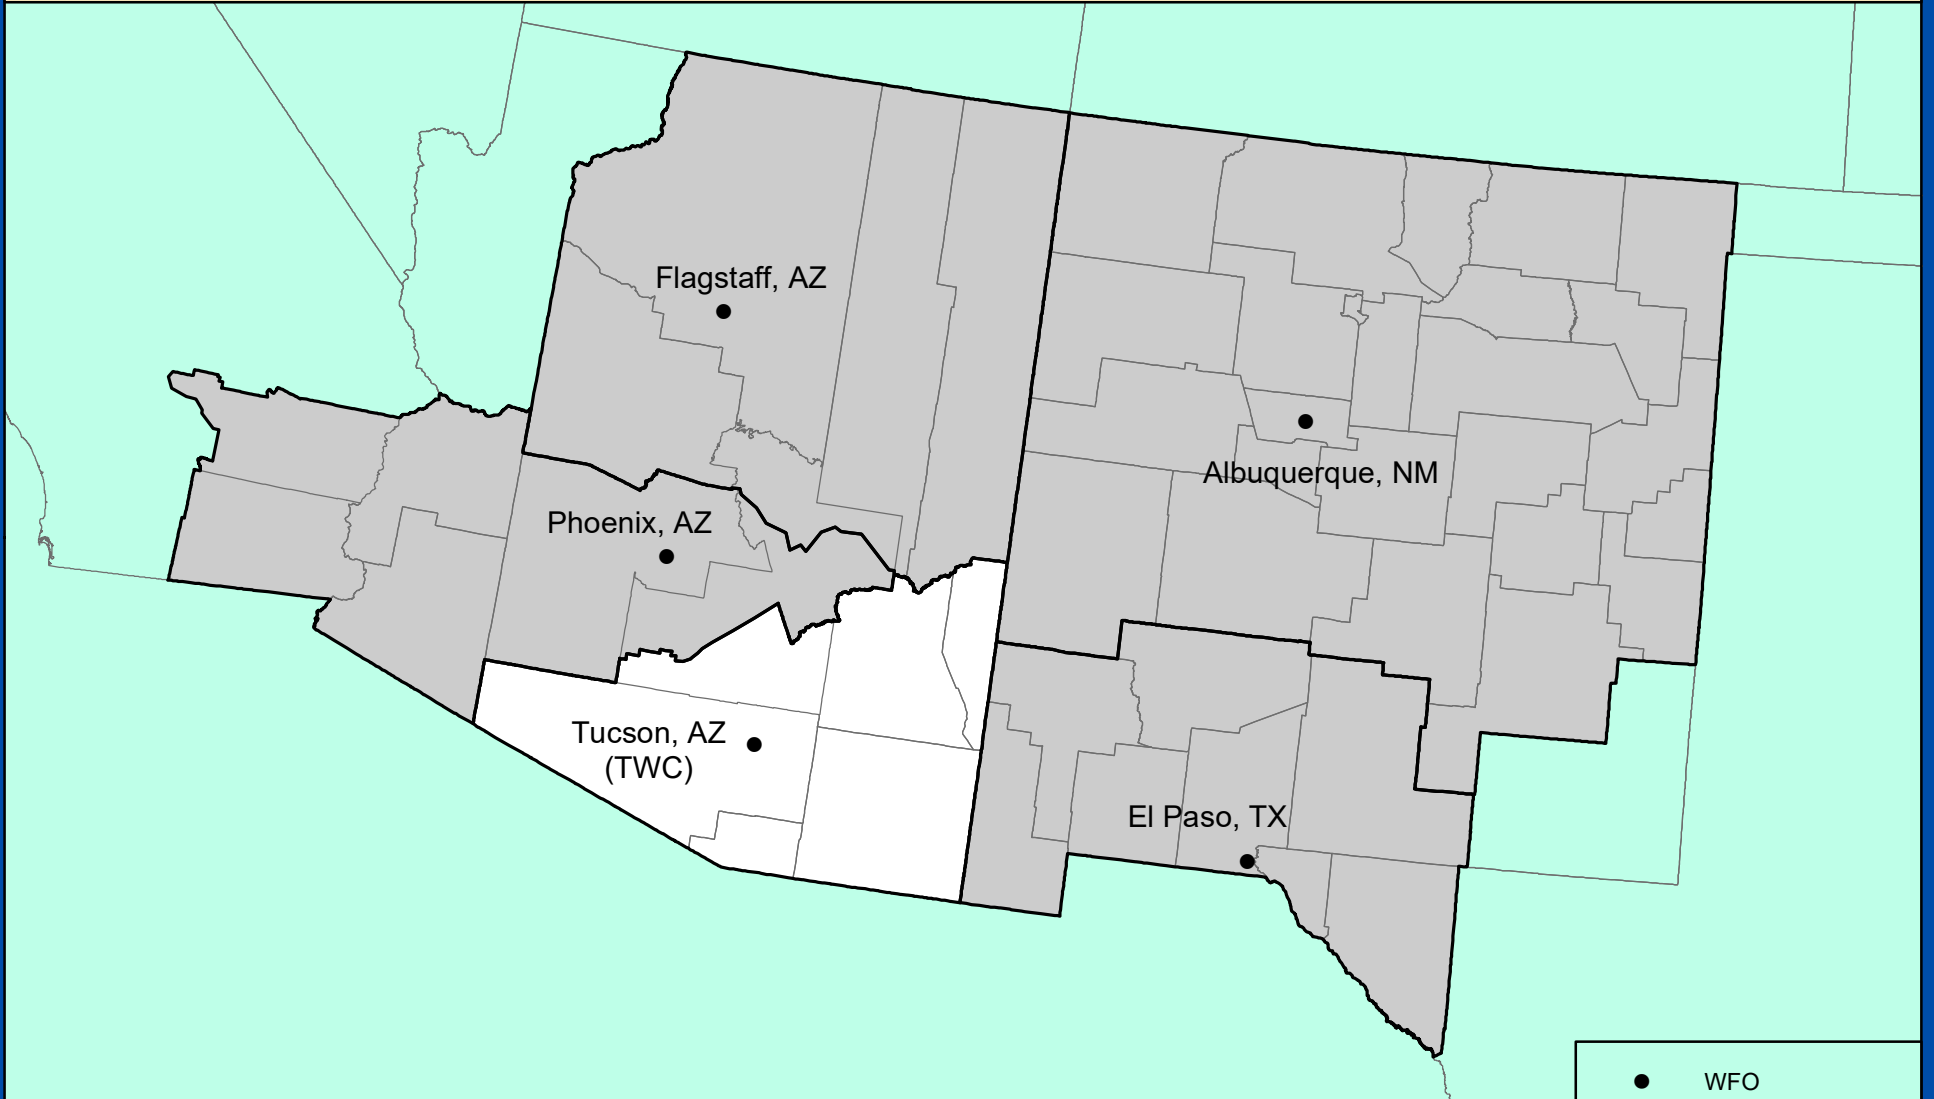 Flagstaff, AZ
Albuquerque, NM
Phoenix, AZ
Tucson, AZ
(TWC)
El Paso, TX
WFO